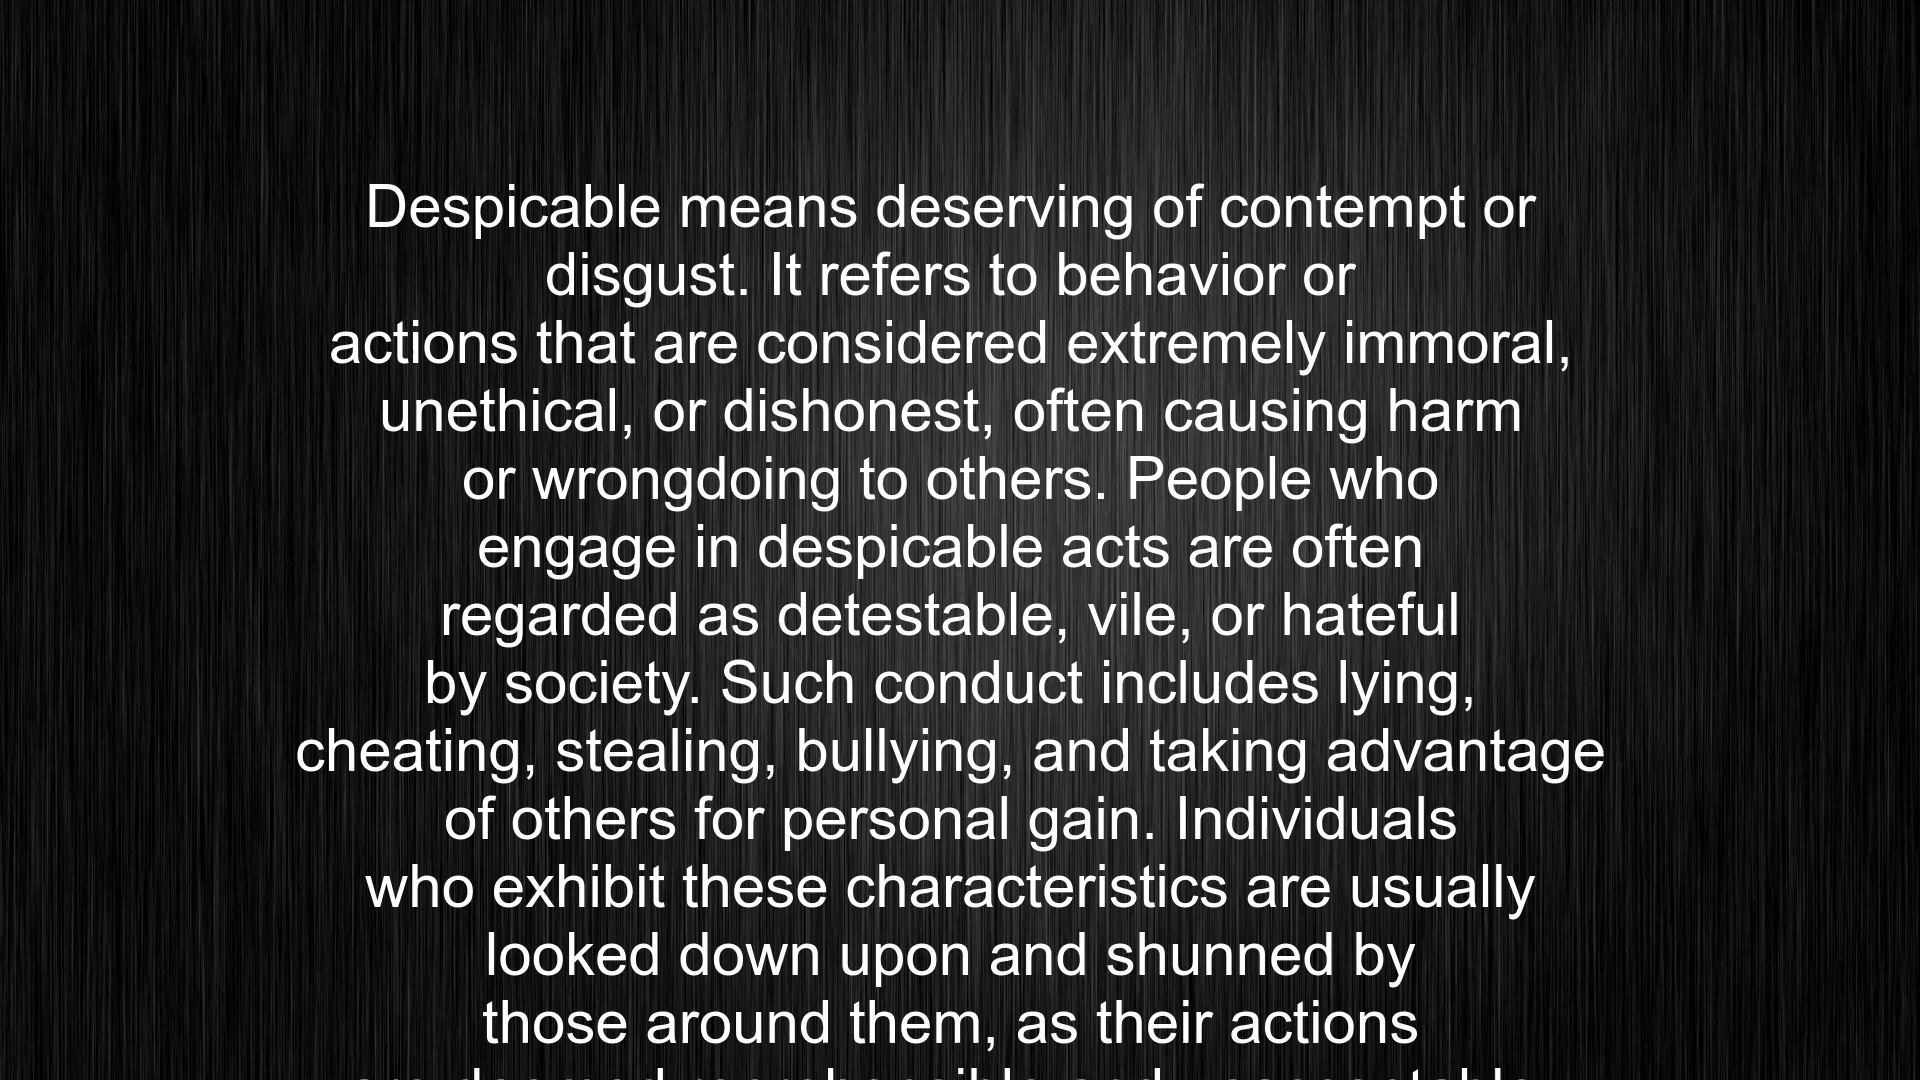 Despicable means deserving of contempt or
disgust. It refers to behavior or
actions that are considered extremely immoral,
unethical, or dishonest, often causing harm
or wrongdoing to others. People who
engage in despicable acts are often
regarded as detestable, vile, or hateful
by society. Such conduct includes lying,
cheating, stealing, bullying, and taking advantage
of others for personal gain. Individuals
who exhibit these characteristics are usually
looked down upon and shunned by
those around them, as their actions